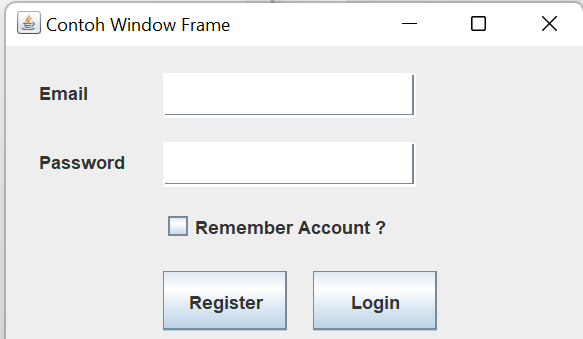 Contoh Window Frame
Email
Password
Remember Account ?
Register Login